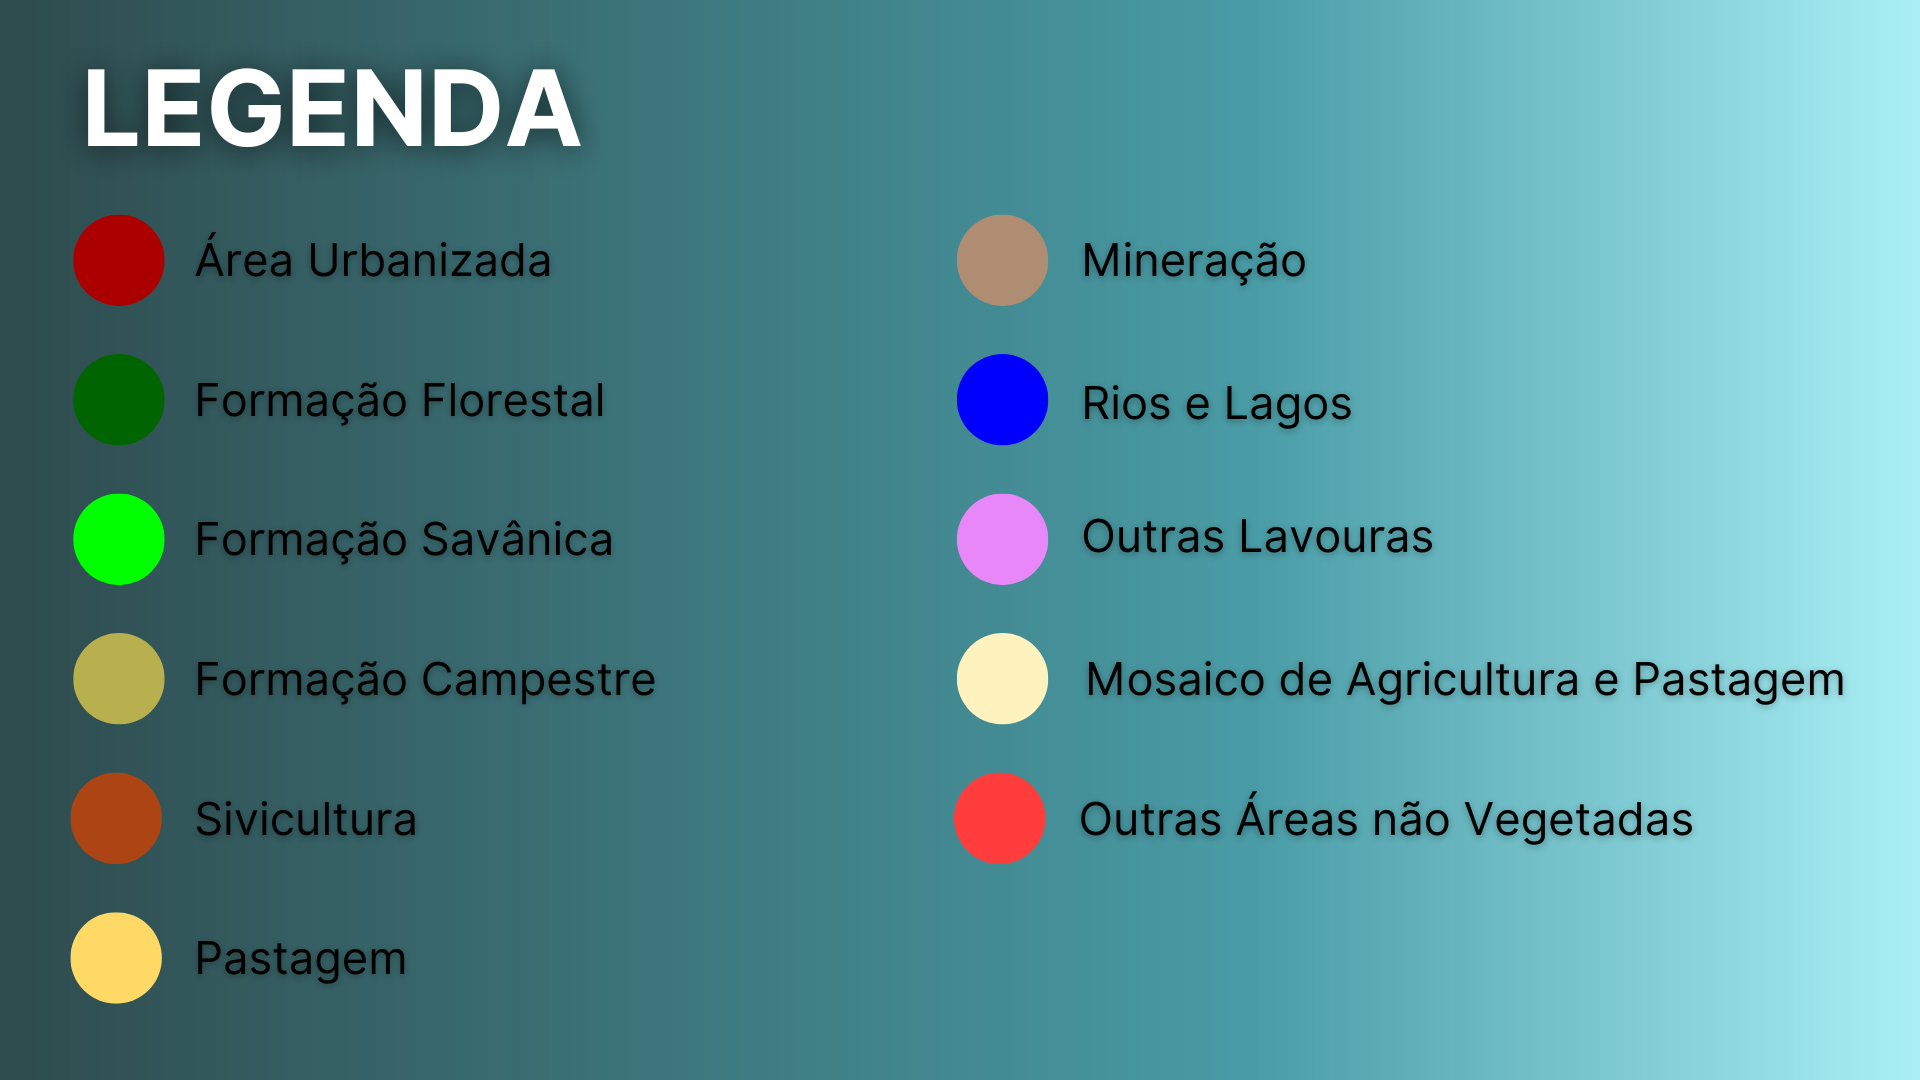 LEGENDA
Área Urbanizada
Formação Florestal
Formação Savânica
Formação Campestre
Sivicultura
Pastagem
Mineração
Rios e Lagos
Outras Lavouras
Mosaico de Agricultura e Pastagem
Outras Áreas não Vegetadas